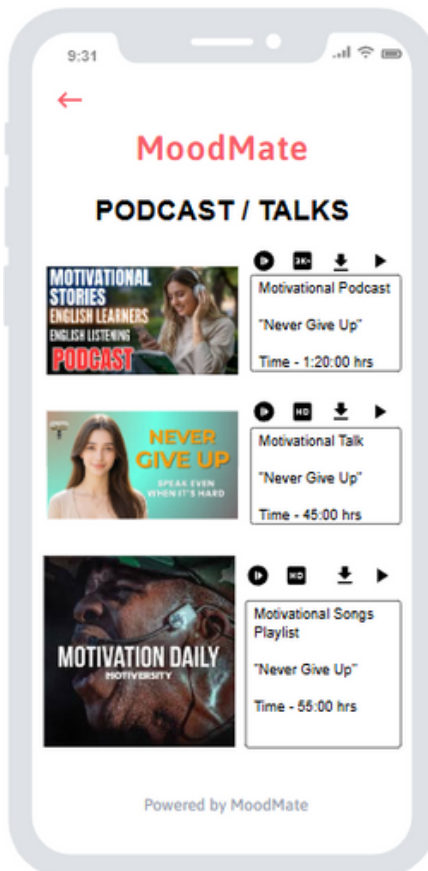 9:31
MoodMate
PODCAST / TALKS
MOTIVATIONAL
STORIES
ENGLISH LEARNERS
ENGLISH LISTENING
PODCAST
Motivational Podcast
"Never Give Up"
Time - 1:20:00 hrs
NEVER
GIVE UP
SPEAK EVEN
WHEN IT'S HARD
HD
Motivational Talk
"Never Give Up"
Time - 45:00 hrs
MOTIVATION DAILY
MOTIVERSITY
HD
Motivational Songs
Playlist
"Never Give Up"
Time - 55:00 hrs
Powered by MoodMate